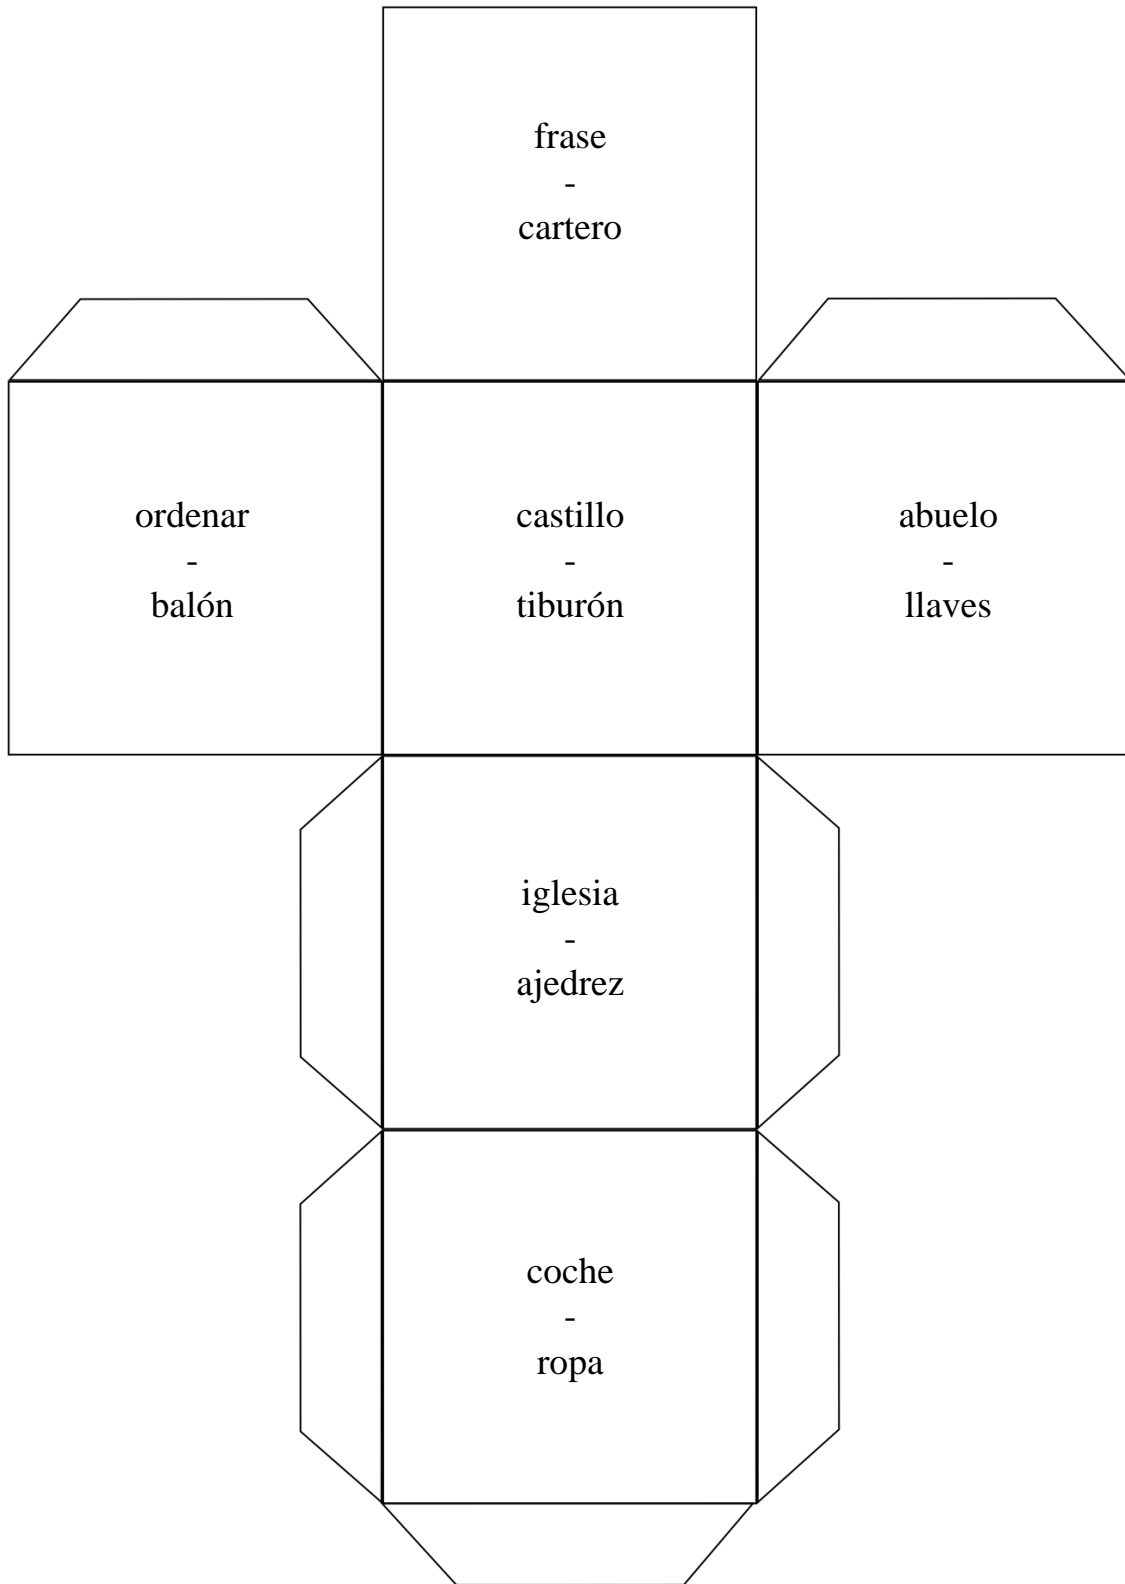 frase
-
cartero
ordenar
-
balón
castillo
-
tiburón
abuelo
-
llaves
iglesia
-
ajedrez
coche
-
ropa